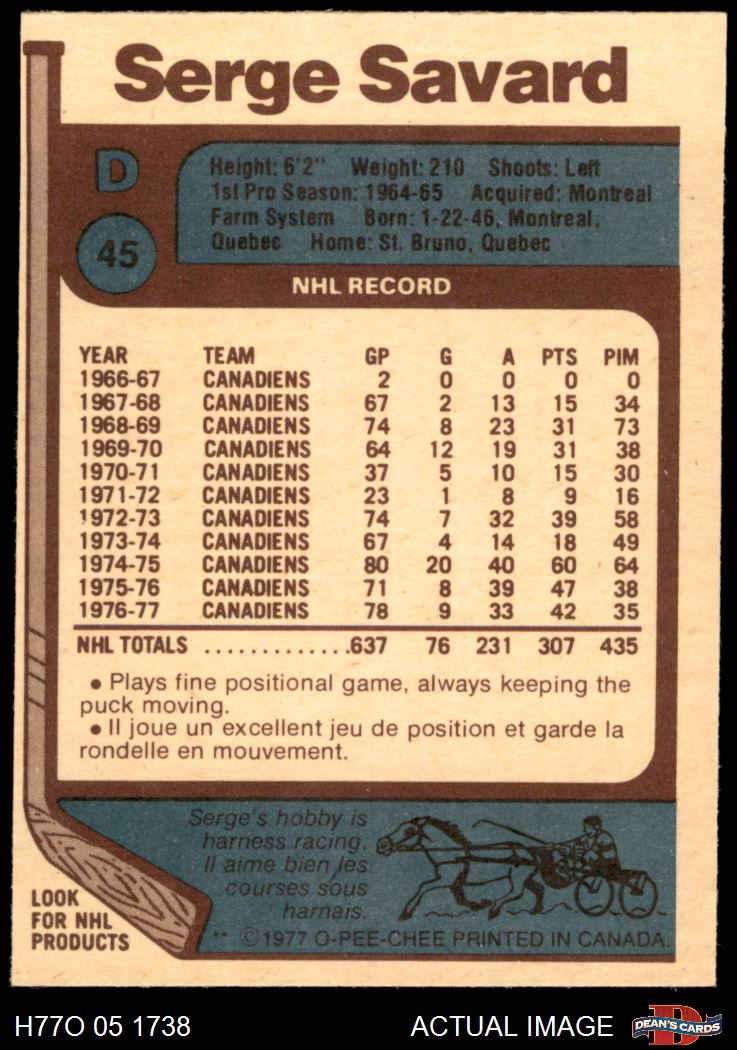 Serge Savard
D
45
Height: 6'2" Weight: 210 Shoots: Left
1st Pro Season: 1964-65 Acquired: Montreal
Farm System Born: 1-22-46, Montreal,
Quebec Home: St. Bruno, Quebec
NHL RECORD
YEAR TEAM GP G A PTS PIM
1966-67 CANADIENS 2 0 0 0 0
1967-68 CANADIENS 67 2 13 15 34
1968-69 CANADIENS 74 8 23 31 73
1969-70 CANADIENS 64 12 19 31 38
1970-71 CANADIENS 37 5 10 15 30
1971-72 CANADIENS 23 1 8 9 16
1972-73 CANADIENS 74 7 32 39 58
1973-74 CANADIENS 67 4 14 18 49
1974-75 CANADIENS 80 20 40 60 64
1975-76 CANADIENS 71 8 39 47 38
1976-77 CANADIENS 78 9 33 42 35
NHL TOTALS .............637 76 231 307 435
• Plays fine positional game, always keeping the
puck moving.
• Il joue un excellent jeu de position et garde la
rondelle en mouvement.
Serge's hobby is
harness racing.
Il aime bien les
courses sous
harnais.
LOOK
FOR NHL
PRODUCTS
** ©1977 O-PEE-CHEE PRINTED IN CANADA.
H77O 05 1738 ACTUAL IMAGE
DEAN'S CARDS